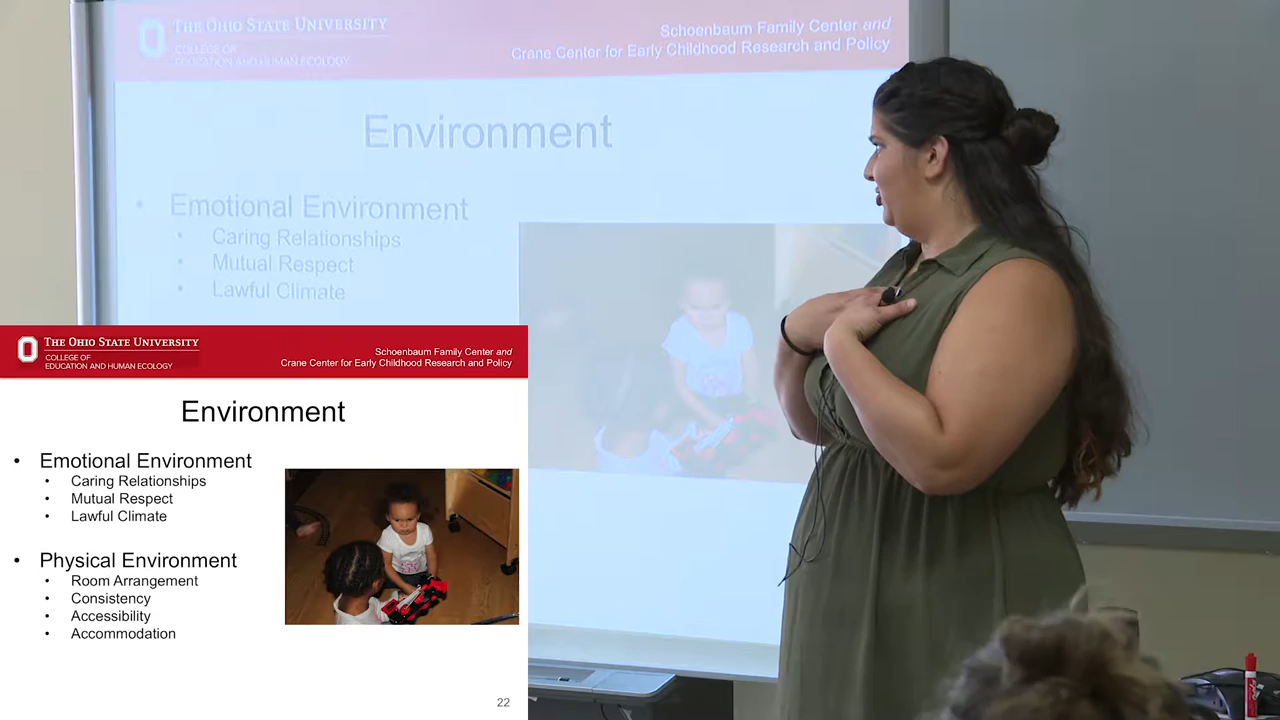 THE OHIO STATE UNIVERSITY
COLLEGE OF
EDUCATION AND HUMAN ECOLOGY
Schoenbaum Family Center and
Crane Center for Early Childhood Research and Policy
Environment
• Emotional Environment
• Caring Relationships
• Mutual Respect
• Lawful Climate
THE OHIO STATE UNIVERSITY
COLLEGE OF
EDUCATION AND HUMAN ECOLOGY
Schoenbaum Family Center and
Crane Center for Early Childhood Research and Policy
Environment
• Emotional Environment
• Caring Relationships
• Mutual Respect
• Lawful Climate
• Physical Environment
• Room Arrangement
• Consistency
• Accessibility
• Accommodation
22